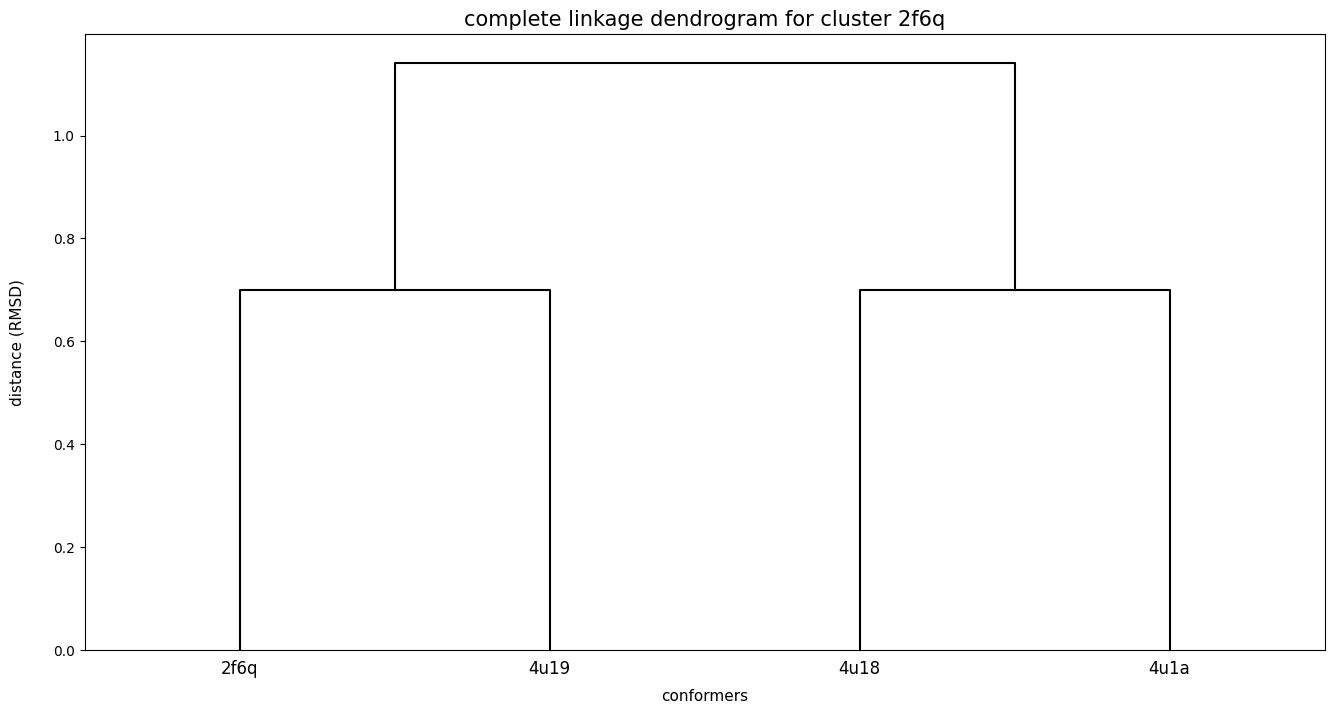 complete linkage dendrogram for cluster 2f6q
distance (RMSD)
1.0
0.8
0.6
0.4
0.2
0.0
2f6q 4u19 4u18 4u1a
conformers